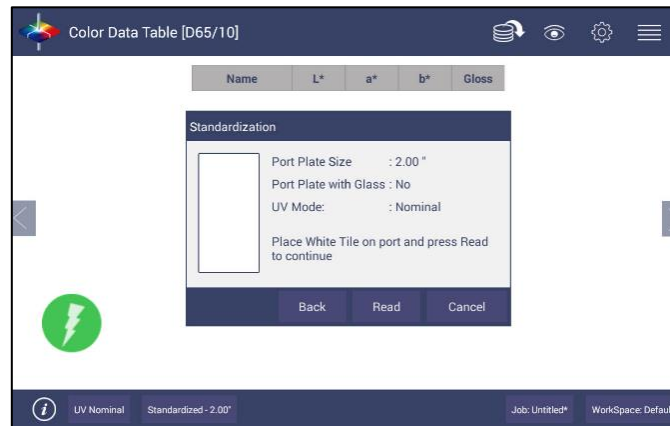 Color Data Table [D65/10]
Name L* a* b* Gloss
Standardization
Port Plate Size : 2.00 "
Port Plate with Glass : No
UV Mode: : Nominal
Place White Tile on port and press Read
to continue
Back Read Cancel
i UV Nominal Standardized - 2.00" Job: Untitled* WorkSpace: Defau